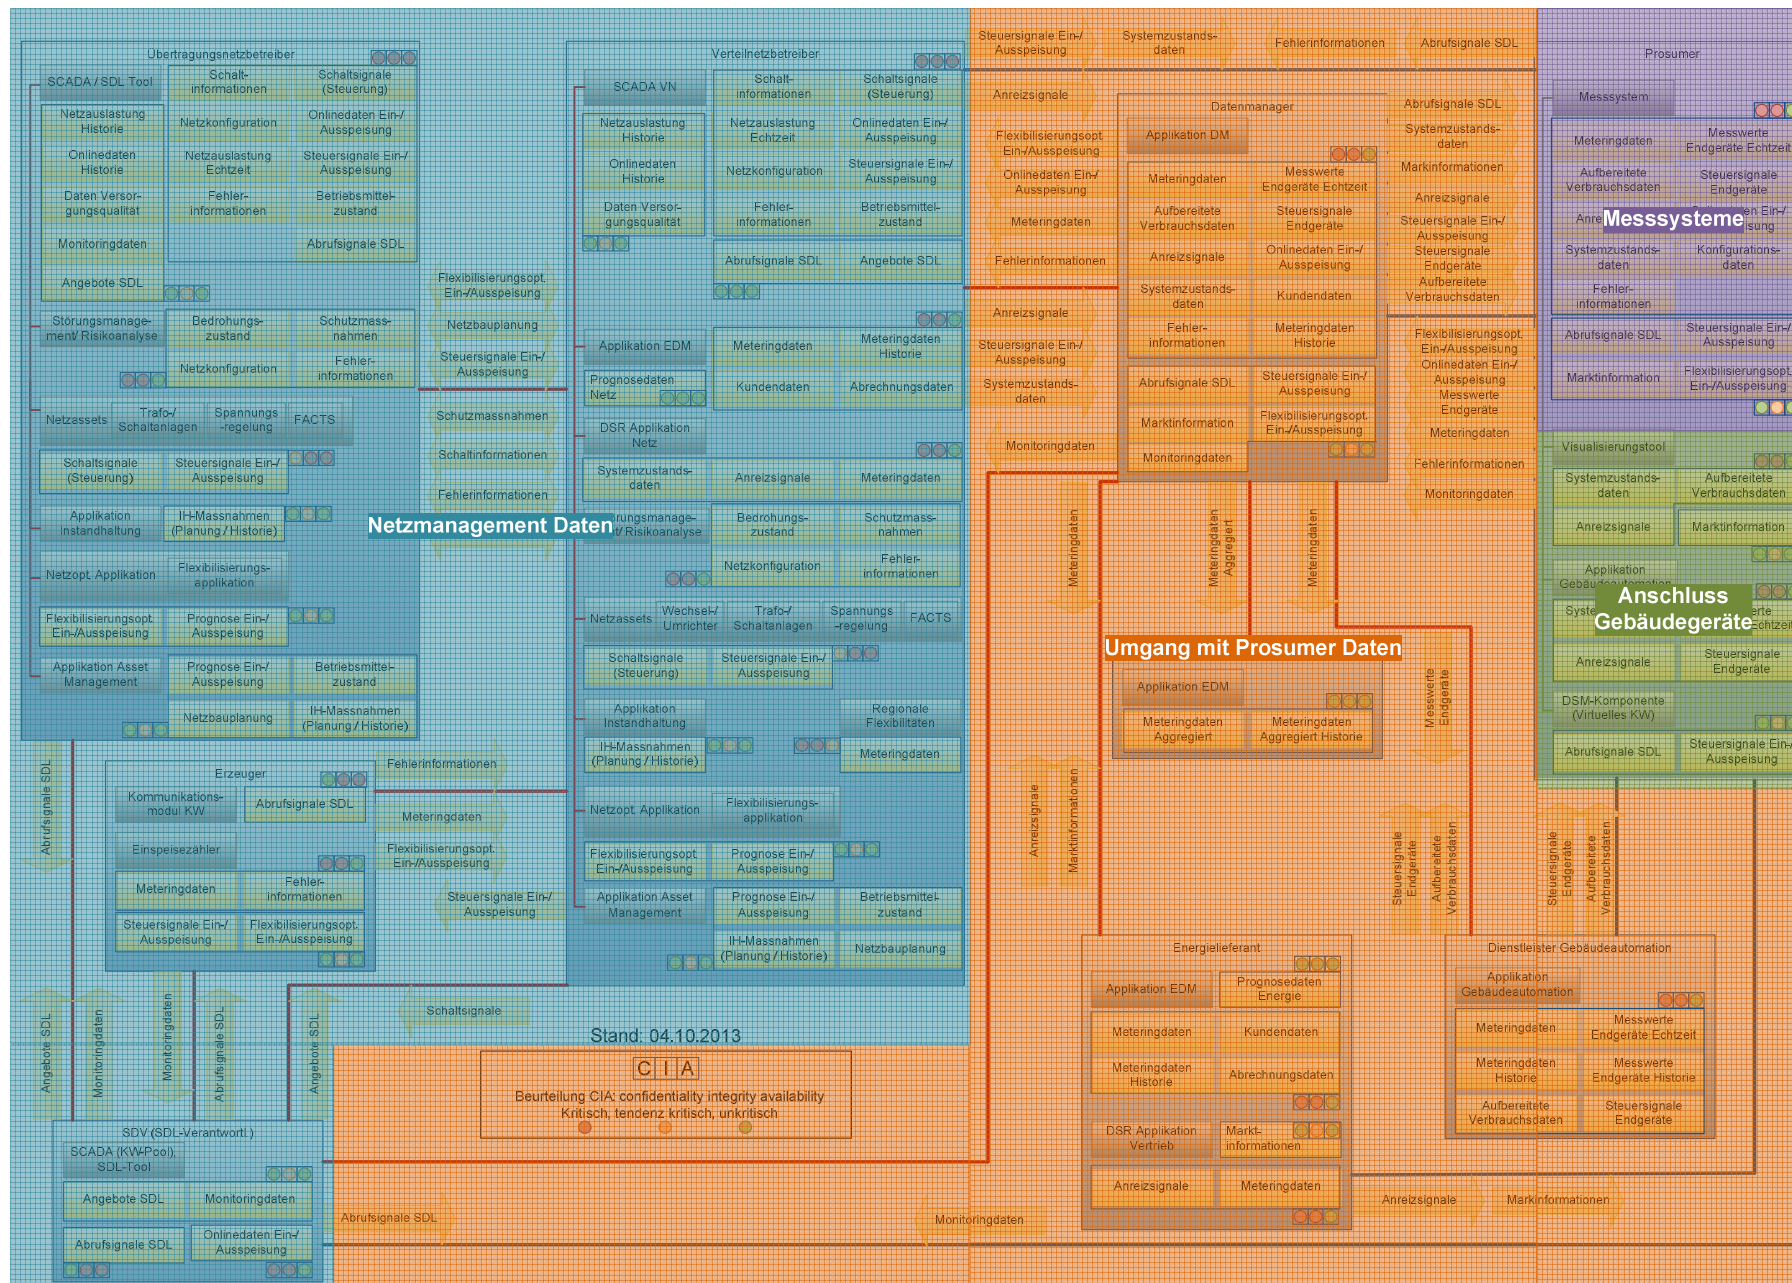 Übertragungsnetzbetreiber
SCADA / SDL Tool
Schalt-
informationen
Schaltsignale
(Steuerung)
Netzauslastung
Historie
Netzkonfiguration
Onlinedaten Ein-/
Ausspeisung
Onlinedaten
Historie
Netzauslastung
Echtzeit
Steuersignale Ein-/
Ausspeisung
Daten Versor-
gungsqualität
Fehler-
informationen
Betriebsmittel-
zustand
Monitoringdaten
Abrufsignale SDL
Angebote SDL
Störungsmanage-
ment/ Risikoanalyse
Bedrohungs-
zustand
Schutzmass-
nahmen
Netzkonfiguration
Fehler-
informationen
Netzassets
Trafo-/
Schaltanlagen
Spannungs
-regelung
FACTS
Schaltsignale
(Steuerung)
Steuersignale Ein-/
Ausspeisung
Applikation
Instandhaltung
IH-Massnahmen
(Planung / Historie)
Netzopt. Applikation
Flexibilisierungs-
applikation
Flexibilisierungsopt.
Ein-/Ausspeisung
Prognose Ein-/
Ausspeisung
Applikation Asset
Management
Prognose Ein-/
Ausspeisung
Betriebsmittel-
zustand
Netzbauplanung
IH-Massnahmen
(Planung / Historie)
Flexibilisierungsopt.
Ein-/Ausspeisung
Netzbauplanung
Steuersignale Ein-/
Ausspeisung
Schutzmassnahmen
Schaltinformationen
Fehlerinformationen
Netzmanagement Daten
Verteilnetzbetreiber
SCADA VN
Schalt-
informationen
Schaltsignale
(Steuerung)
Netzauslastung
Historie
Netzauslastung
Echtzeit
Onlinedaten Ein-/
Ausspeisung
Onlinedaten
Historie
Netzkonfiguration
Steuersignale Ein-/
Ausspeisung
Daten Versor-
gungsqualität
Fehler-
informationen
Betriebsmittel-
zustand
Abrufsignale SDL
Angebote SDL
Applikation EDM
Meteringdaten
Meteringdaten
Historie
Prognosedaten
Netz
Kundendaten
Abrechnungsdaten
DSR Applikation
Netz
Systemzustands-
daten
Anreizsignale
Meteringdaten
örungsmanage-
ent/ Risikoanalyse
Bedrohungs-
zustand
Schutzmass-
nahmen
Netzkonfiguration
Fehler-
informationen
Netzassets
Wechsel-/
Umrichter
Trafo-/
Schaltanlagen
Spannungs
-regelung
FACTS
Schaltsignale
(Steuerung)
Steuersignale Ein-/
Ausspeisung
Applikation
Instandhaltung
Regionale
Flexibilitäten
IH-Massnahmen
(Planung / Historie)
Meteringdaten
Netzopt. Applikation
Flexibilisierungs-
applikation
Flexibilisierungsopt.
Ein-/Ausspeisung
Prognose Ein-/
Ausspeisung
Applikation Asset
Management
Prognose Ein-/
Ausspeisung
Betriebsmittel-
zustand
IH-Massnahmen
(Planung / Historie)
Netzbauplanung
Abrufsignale SDL
Erzeuger
Kommunikations-
modul KW
Abrufsignale SDL
Einspeisezähler
Meteringdaten
Fehler-
informationen
Steuersignale Ein-/
Ausspeisung
Flexibilisierungsopt.
Ein-/Ausspeisung
Fehlerinformationen
Meteringdaten
Flexibilisierungsopt.
Ein-/Ausspeisung
Steuersignale Ein-/
Ausspeisung
Schaltsignale
Angebote SDL
Monitoringdaten
Monitoringdaten
Abrufsignale SDL
Angebote SDL
Stand: 04.10.2013
C I A
Beurteilung CIA: confidentiality integrity availability
Kritisch, tendenz kritisch, unkritisch
SDV (SDL-Verantwortl.)
SCADA (KW-Pool),
SDL-Tool
Angebote SDL
Monitoringdaten
Abrufsignale SDL
Onlinedaten Ein-/
Ausspeisung
Abrufsignale SDL
Monitoringdaten
Steuersignale Ein-/
Ausspeisung
Systemzustands-
daten
Fehlerinformationen
Abrufsignale SDL
Anreizsignale
Flexibilisierungsopt.
Ein-/Ausspeisung
Onlinedaten Ein-/
Ausspeisung
Meteringdaten
Fehlerinformationen
Anreizsignale
Steuersignale Ein-/
Ausspeisung
Systemzustands-
daten
Monitoringdaten
Datenmanager
Applikation DM
Meteringdaten
Messwerte
Endgeräte Echtzeit
Aufbereitete
Verbrauchsdaten
Steuersignale
Endgeräte
Anreizsignale
Onlinedaten Ein-/
Ausspeisung
Systemzustands-
daten
Kundendaten
Fehler-
informationen
Meteringdaten
Historie
Abrufsignale SDL
Steuersignale Ein-/
Ausspeisung
Marktinformation
Flexibilisierungsopt.
Ein-/Ausspeisung
Monitoringdaten
Abrufsignale SDL
Systemzustands-
daten
Markinformationen
Anreizsignale
Steuersignale Ein-/
Ausspeisung
Steuersignale
Endgeräte
Aufbereitete
Verbrauchsdaten
Flexibilisierungsopt.
Ein-/Ausspeisung
Onlinedaten Ein-/
Ausspeisung
Messwerte
Endgeräte
Meteringdaten
Fehlerinformationen
Monitoringdaten
Meteringdaten
Meteringdaten
Aggregiert
Meteringdaten
Umgang mit Prosumer Daten
Applikation EDM
Meteringdaten
Aggregiert
Meteringdaten
Aggregiert Historie
Messwerte
Endgeräte
Anreizsignale
Marktinformationen
Steuersignale
Endgeräte
Aufbereitete
Verbrauchsdaten
Steuersignale
Endgeräte
Aufbereitete
Verbrauchsdaten
Energielieferant
Applikation EDM
Prognosedaten
Energie
Meteringdaten
Kundendaten
Meteringdaten
Historie
Abrechnungsdaten
DSR Applikation
Vertrieb
Markt-
informationen
Anreizsignale
Meteringdaten
Dienstleister Gebäudeautomation
Applikation
Gebäudeautomation
Meteringdaten
Messwerte
Endgeräte Echtzeit
Meteringdaten
Historie
Messwerte
Endgeräte Historie
Aufbereitete
Verbrauchsdaten
Steuersignale
Endgeräte
Anreizsignale
Markinformationen
Prosumer
Messsystem
Meteringdaten
Messwerte
Endgeräte Echtzeit
Aufbereitete
Verbrauchsdaten
Steuersignale
Endgeräte
Messsysteme
Systemzustands-
daten
Konfigurations-
daten
Fehler-
informationen
Abrufsignale SDL
Steuersignale Ein-/
Ausspeisung
Marktinformation
Flexibilisierungsopt.
Ein-/Ausspeisung
Visualisierungstool
Systemzustands-
daten
Aufbereitete
Verbrauchsdaten
Anreizsignale
Marktinformation
Applikation
Gebäudeautomation
Anschluss
Gebäudegeräte
Anreizsignale
Steuersignale
Endgeräte
DSM-Komponente
(Virtuelles KW)
Abrufsignale SDL
Steuersignale Ein-/
Ausspeisung